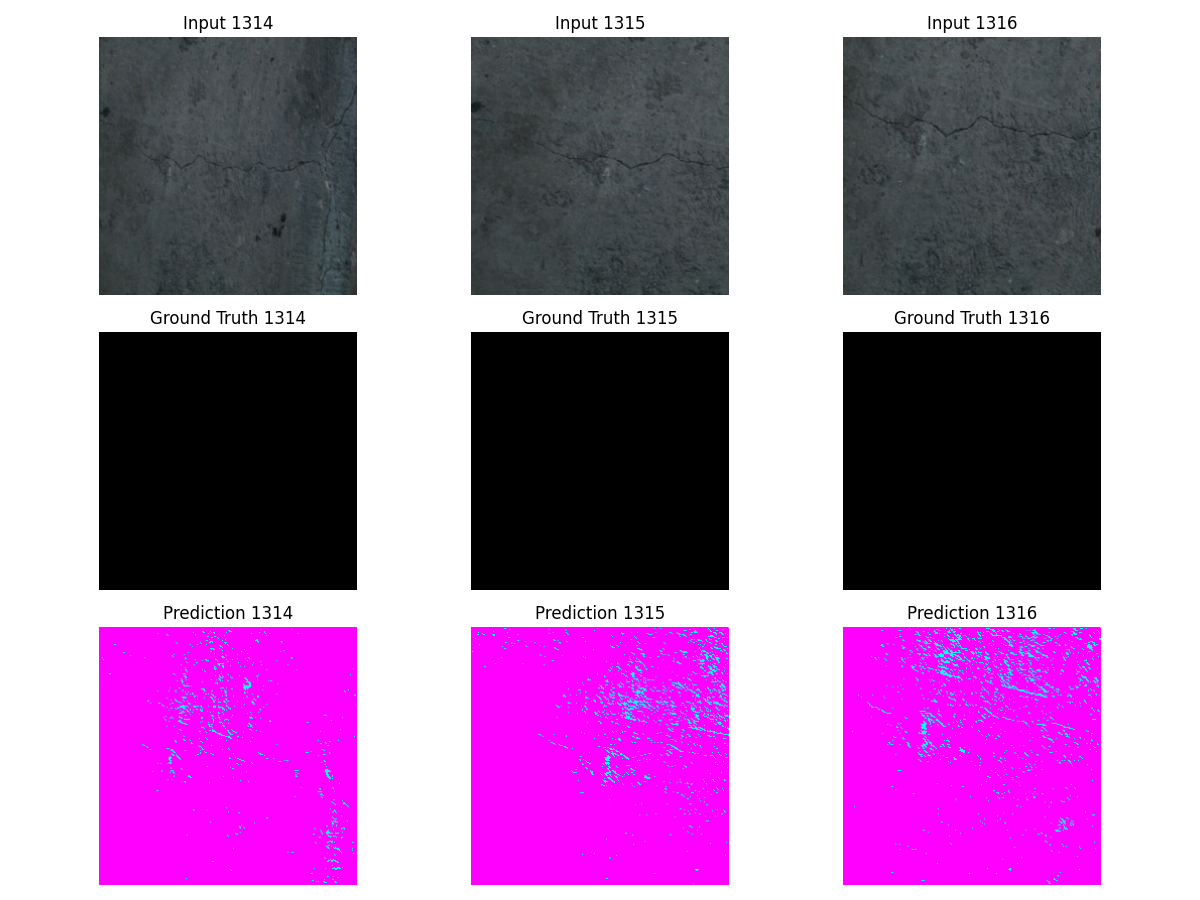 Input 1314
Input 1315
Input 1316
Ground Truth 1314
Ground Truth 1315
Ground Truth 1316
Prediction 1314
Prediction 1315
Prediction 1316